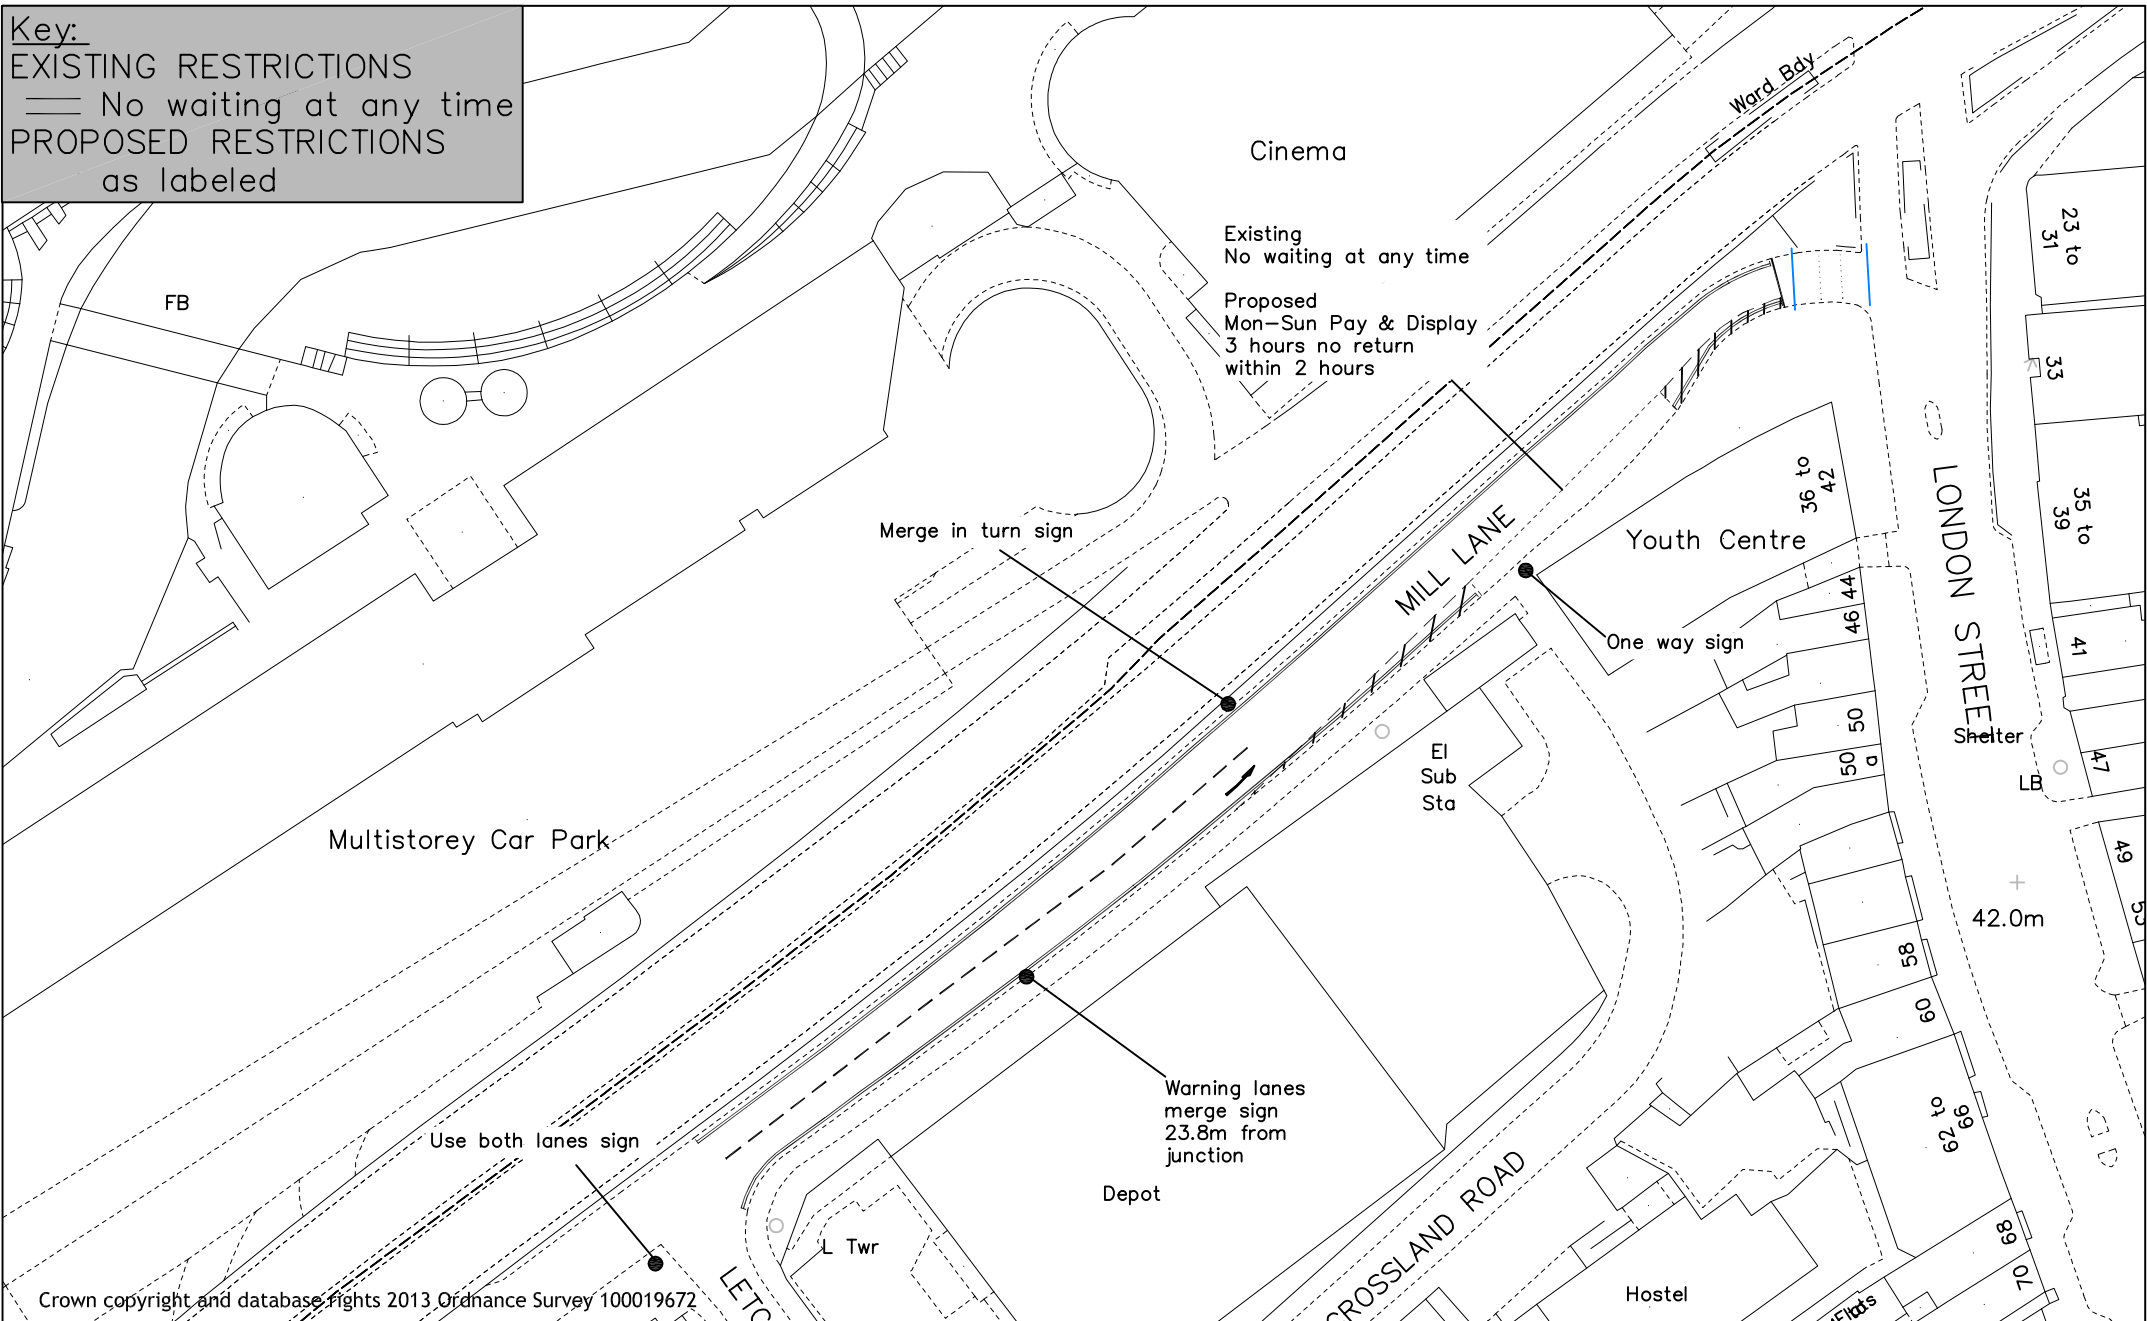 Key:
EXISTING RESTRICTIONS
No waiting at any time
PROPOSED RESTRICTIONS
as labeled
Ward Bdy
Cinema
Existing
No waiting at any time
Proposed
Mon-Sun Pay & Display
3 hours no return
within 2 hours
FB
23 to
31
33
35 to
39
36 to
42
Youth Centre
LONDON STREET
MILL LANE
Merge in turn sign
One way sign
44
46
41
50
50
a
Shelter
47
LB
El
Sub
Sta
Multistorey Car Park
49
42.0m
58
60
Warning lanes
merge sign
23.8m from
junction
62 to
66
Use both lanes sign
Depot
CROSSLAND ROAD
L Twr
68
70
Hostel
LETC
Crown copyright and database rights 2013 Ordnance Survey 100019672